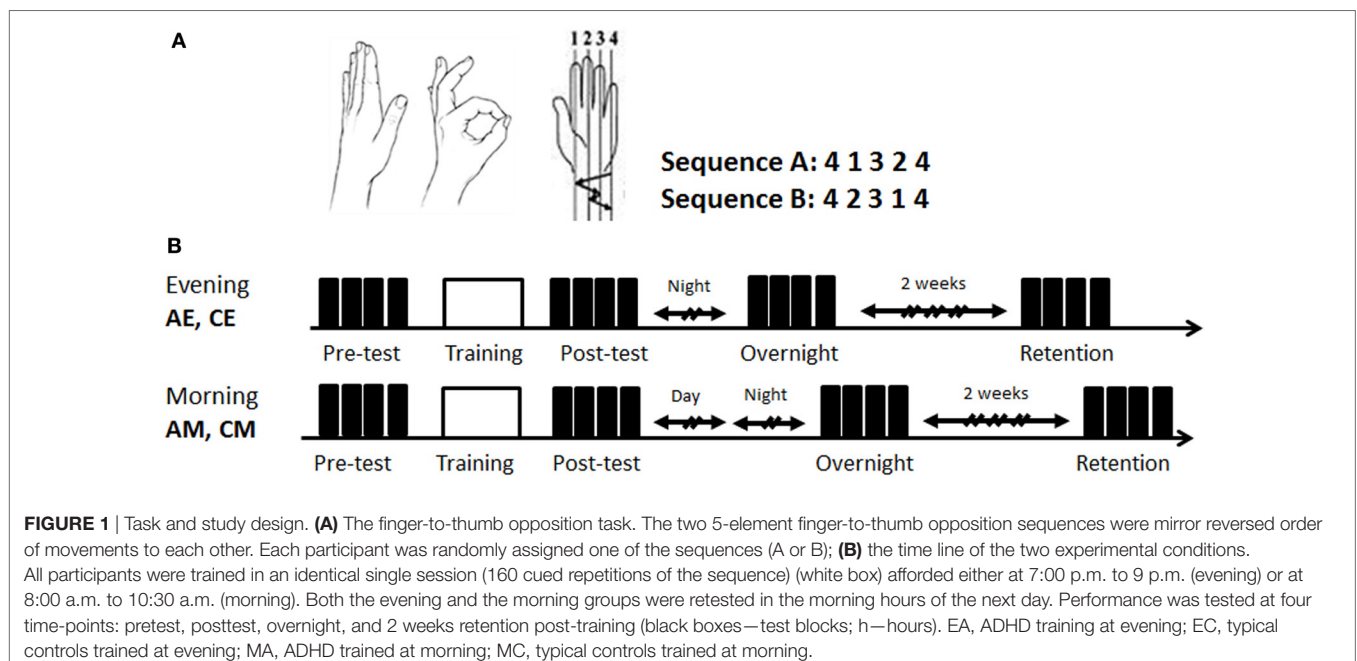 A
1 2 3 4
Sequence A: 4 1 3 2 4
Sequence B: 4 2 3 1 4
B
Evening
AE, CE
Night
2 weeks
Pre-test Training Post-test Overnight Retention
Morning
AM, CM
Day
Night
2 weeks
Pre-test Training Post-test Overnight Retention
FIGURE 1 | Task and study design. (A) The finger-to-thumb opposition task. The two 5-element finger-to-thumb opposition sequences were mirror reversed order
of movements to each other. Each participant was randomly assigned one of the sequences (A or B); (B) the time line of the two experimental conditions.
All participants were trained in an identical single session (160 cued repetitions of the sequence) (white box) afforded either at 7:00 p.m. to 9 p.m. (evening) or at
8:00 a.m. to 10:30 a.m. (morning). Both the evening and the morning groups were retested in the morning hours of the next day. Performance was tested at four
time-points: pretest, posttest, overnight, and 2 weeks retention post-training (black boxes—test blocks; h—hours). EA, ADHD training at evening; EC, typical
controls trained at evening; MA, ADHD trained at morning; MC, typical controls trained at morning.